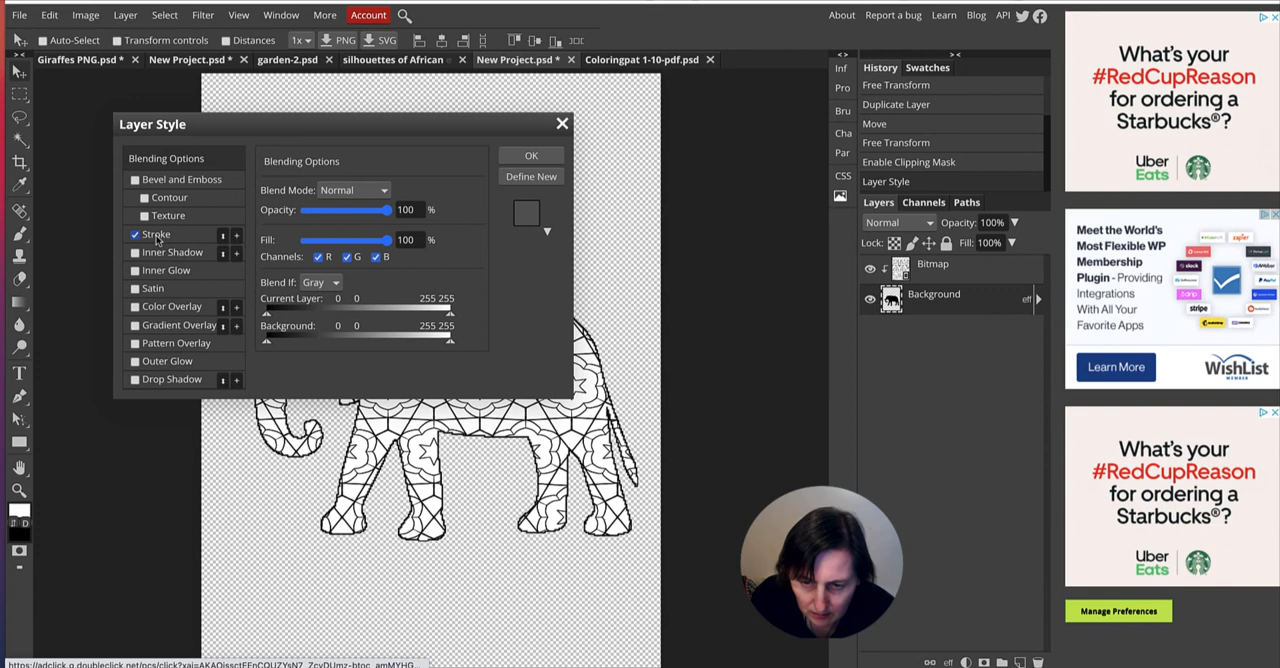 File Edit Image Layer Select Filter View Window More Account
About Report a bug Learn Blog API
Auto-Select Transform controls Distances 1x PNG SVG
Giraffes PNG.psd * New Project.psd * garden-2.psd silhouettes of African New Project.psd * Coloringpat 1-10-pdf.psd
Layer Style
Blending Options
Bevel and Emboss
Contour
Texture
Stroke
Inner Shadow
Inner Glow
Satin
Color Overlay
Gradient Overlay
Pattern Overlay
Outer Glow
Drop Shadow
Blending Options
Blend Mode: Normal
Opacity: 100 %
Fill: 100 %
Channels: R G B
Blend If: Gray
Current Layer: 0 0 255 255
Background: 0 0 255 255
OK
Define New
Inf
Pro
Bru
Cha
Par
CSS
History Swatches
Free Transform
Duplicate Layer
Move
Free Transform
Enable Clipping Mask
Layer Style
Layers Channels Paths
Normal Opacity: 100%
Lock: Fill: 100%
Bitmap
Background eff
eff
T
D
What's your
#RedCupReason
for ordering a
Starbucks®?
Uber
Eats
Meet the World's
Most Flexible WP
Membership
Plugin - Providing
Integrations
With All Your
Favorite Apps
stripe
Learn More
WishList
MEMBER
What's your
#RedCupReason
for ordering a
Starbucks®?
Uber
Eats
Manage Preferences